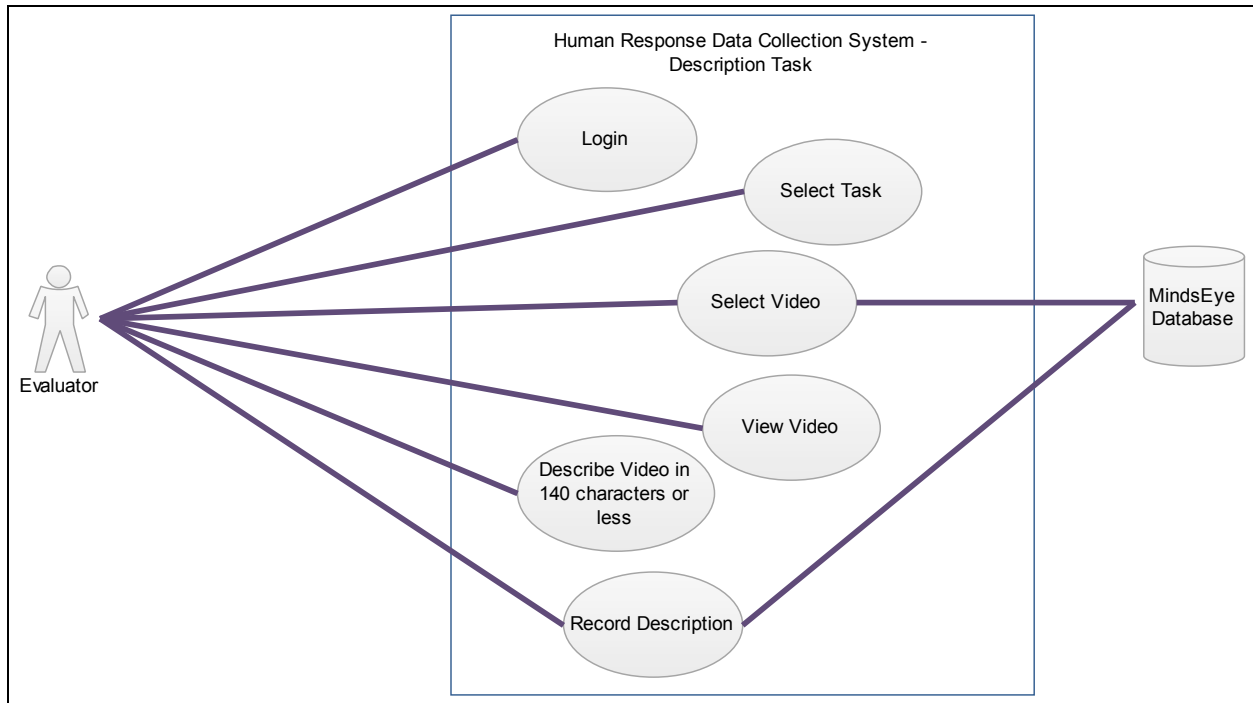 Human Response Data Collection System -
Description Task
Login
Select Task
Select Video
MindsEye
Database
Evaluator
View Video
Describe Video in
140 characters or
less
Record Description